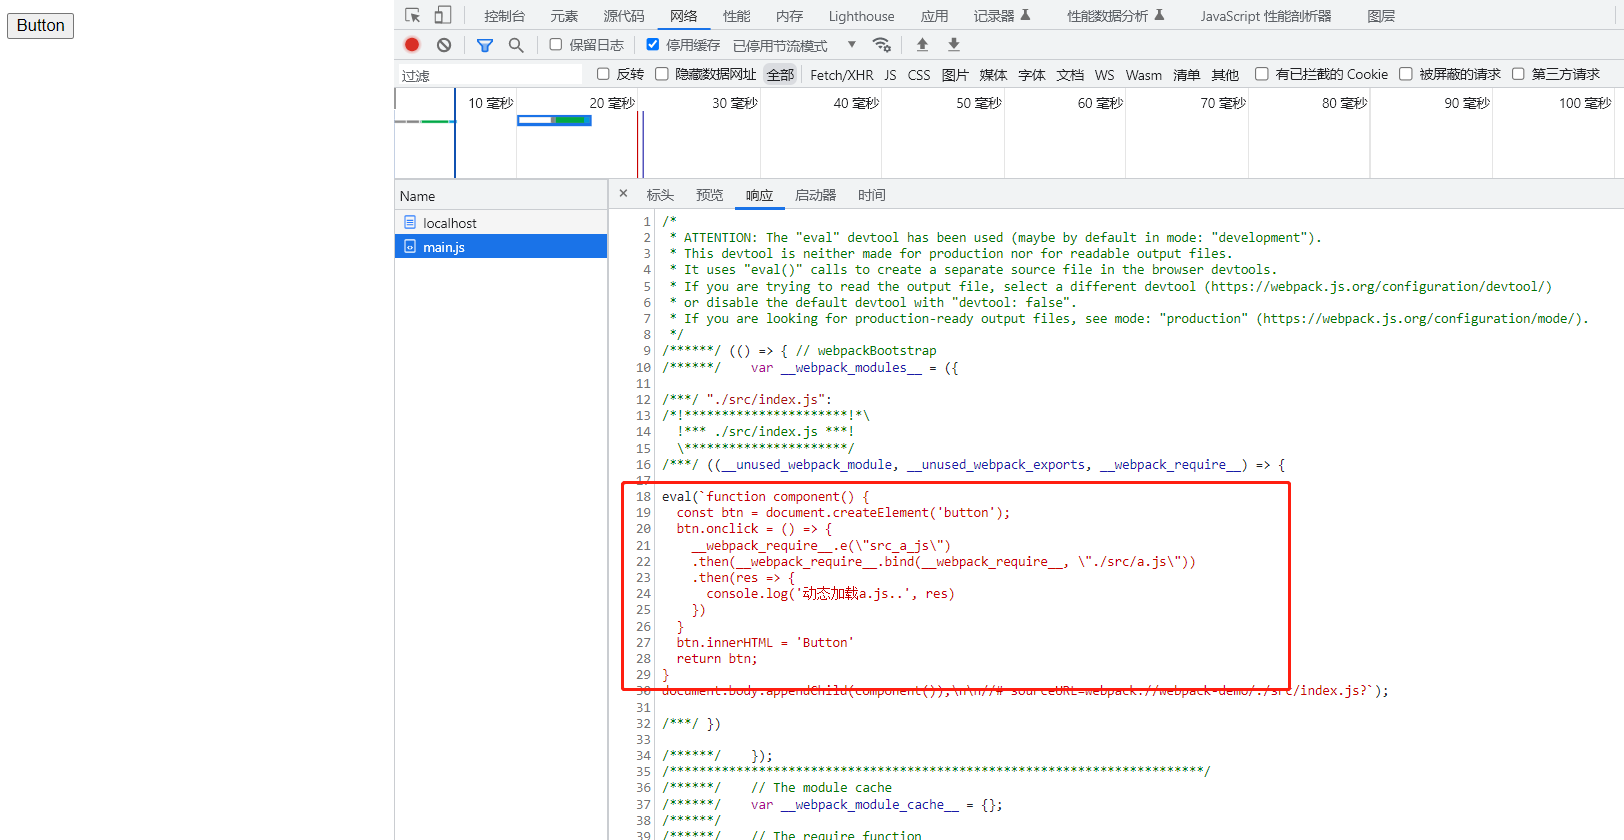 Button
控制台 元素 源代码 网络 性能 内存 Lighthouse 应用 记录器 性能数据分析 JavaScript 性能剖析器 图层
保留日志 停用缓存 已停用节流模式
过滤 反转 隐藏数据网址 全部 Fetch/XHR JS CSS 图片 媒体 字体 文档 WS Wasm 清单 其他 有已拦截的 Cookie 被屏蔽的请求 第三方请求
10 毫秒 20 毫秒 30 毫秒 40 毫秒 50 毫秒 60 毫秒 70 毫秒 80 毫秒 90 毫秒 100 毫秒
Name
localhost
main.js
× 标头 预览 响应 启动器 时间
1 /*
2  * ATTENTION: The "eval" devtool has been used (maybe by default in mode: "development").
3  * This devtool is neither made for production nor for readable output files.
4  * It uses "eval()" calls to create a separate source file in the browser devtools.
5  * If you are trying to read the output file, select a different devtool (https://webpack.js.org/configuration/devtool/)
6  * or disable the default devtool with "devtool: false".
7  * If you are looking for production-ready output files, see mode: "production" (https://webpack.js.org/configuration/mode/).
8  */
9 /******/ (() => { // webpackBootstrap
10 /******/    var __webpack_modules__ = ({
11
12 /***/ "./src/index.js":
13 /*!**********************!*\
14   !*** ./src/index.js ***!
15   \**********************/
16 /***/ ((__unused_webpack_module, __unused_webpack_exports, __webpack_require__) => {
17
18 eval(`function component() {
19   const btn = document.createElement('button');
20   btn.onclick = () => {
21     __webpack_require__.e(\"src_a_js\")
22     .then(__webpack_require__.bind(__webpack_require__, \"./src/a.js\"))
23     .then(res => {
24       console.log('动态加载a.js..', res)
25     })
26   }
27   btn.innerHTML = 'Button'
28   return btn;
29 }
30 document.body.appendChild(component());\n\n//# sourceURL=webpack://webpack-demo/./src/index.js?`);
31
32 /***/ })
33
34 /******/    });
35 /************************************************************************/
36 /******/    // The module cache
37 /******/    var __webpack_module_cache__ = {};
38 /******/
39 /******/    // The require function